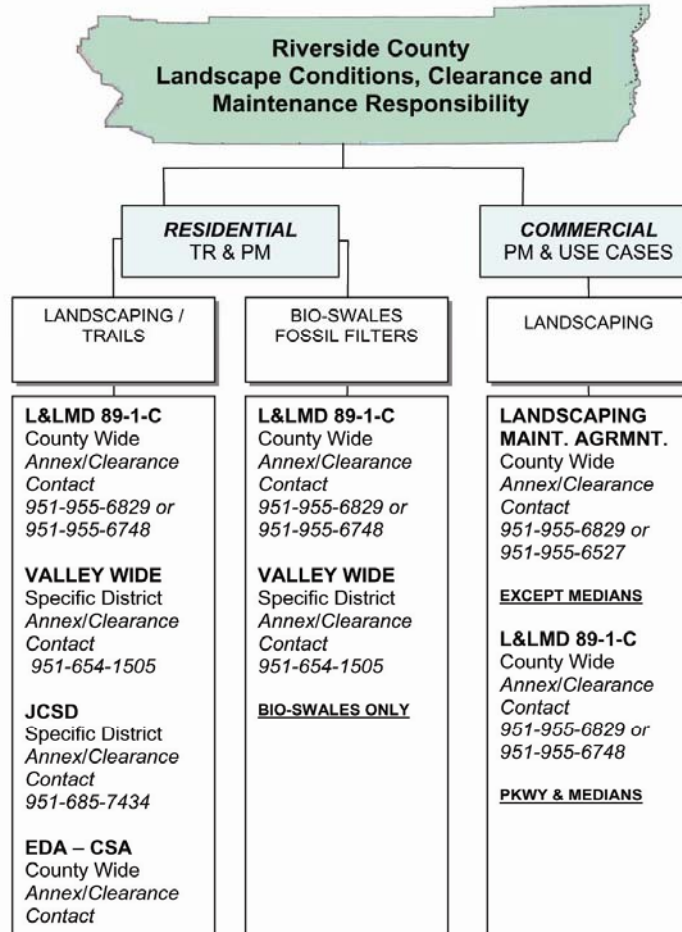 Riverside County
Landscape Conditions, Clearance and
Maintenance Responsibility
RESIDENTIAL
TR & PM
COMMERCIAL
PM & USE CASES
LANDSCAPING /
TRAILS
BIO-SWALES
FOSSIL FILTERS
LANDSCAPING
L&LMD 89-1-C
County Wide
Annex/Clearance
Contact
951-955-6829 or
951-955-6748
VALLEY WIDE
Specific District
Annex/Clearance
Contact
951-654-1505
JCSD
Specific District
Annex/Clearance
Contact
951-685-7434
EDA – CSA
County Wide
Annex/Clearance
Contact
L&LMD 89-1-C
County Wide
Annex/Clearance
Contact
951-955-6829 or
951-955-6748
VALLEY WIDE
Specific District
Annex/Clearance
Contact
951-654-1505
BIO-SWALES ONLY
LANDSCAPING
MAINT. AGRMNT.
County Wide
Annex/Clearance
Contact
951-955-6829 or
951-955-6527
EXCEPT MEDIANS
L&LMD 89-1-C
County Wide
Annex/Clearance
Contact
951-955-6829 or
951-955-6748
PKWY & MEDIANS